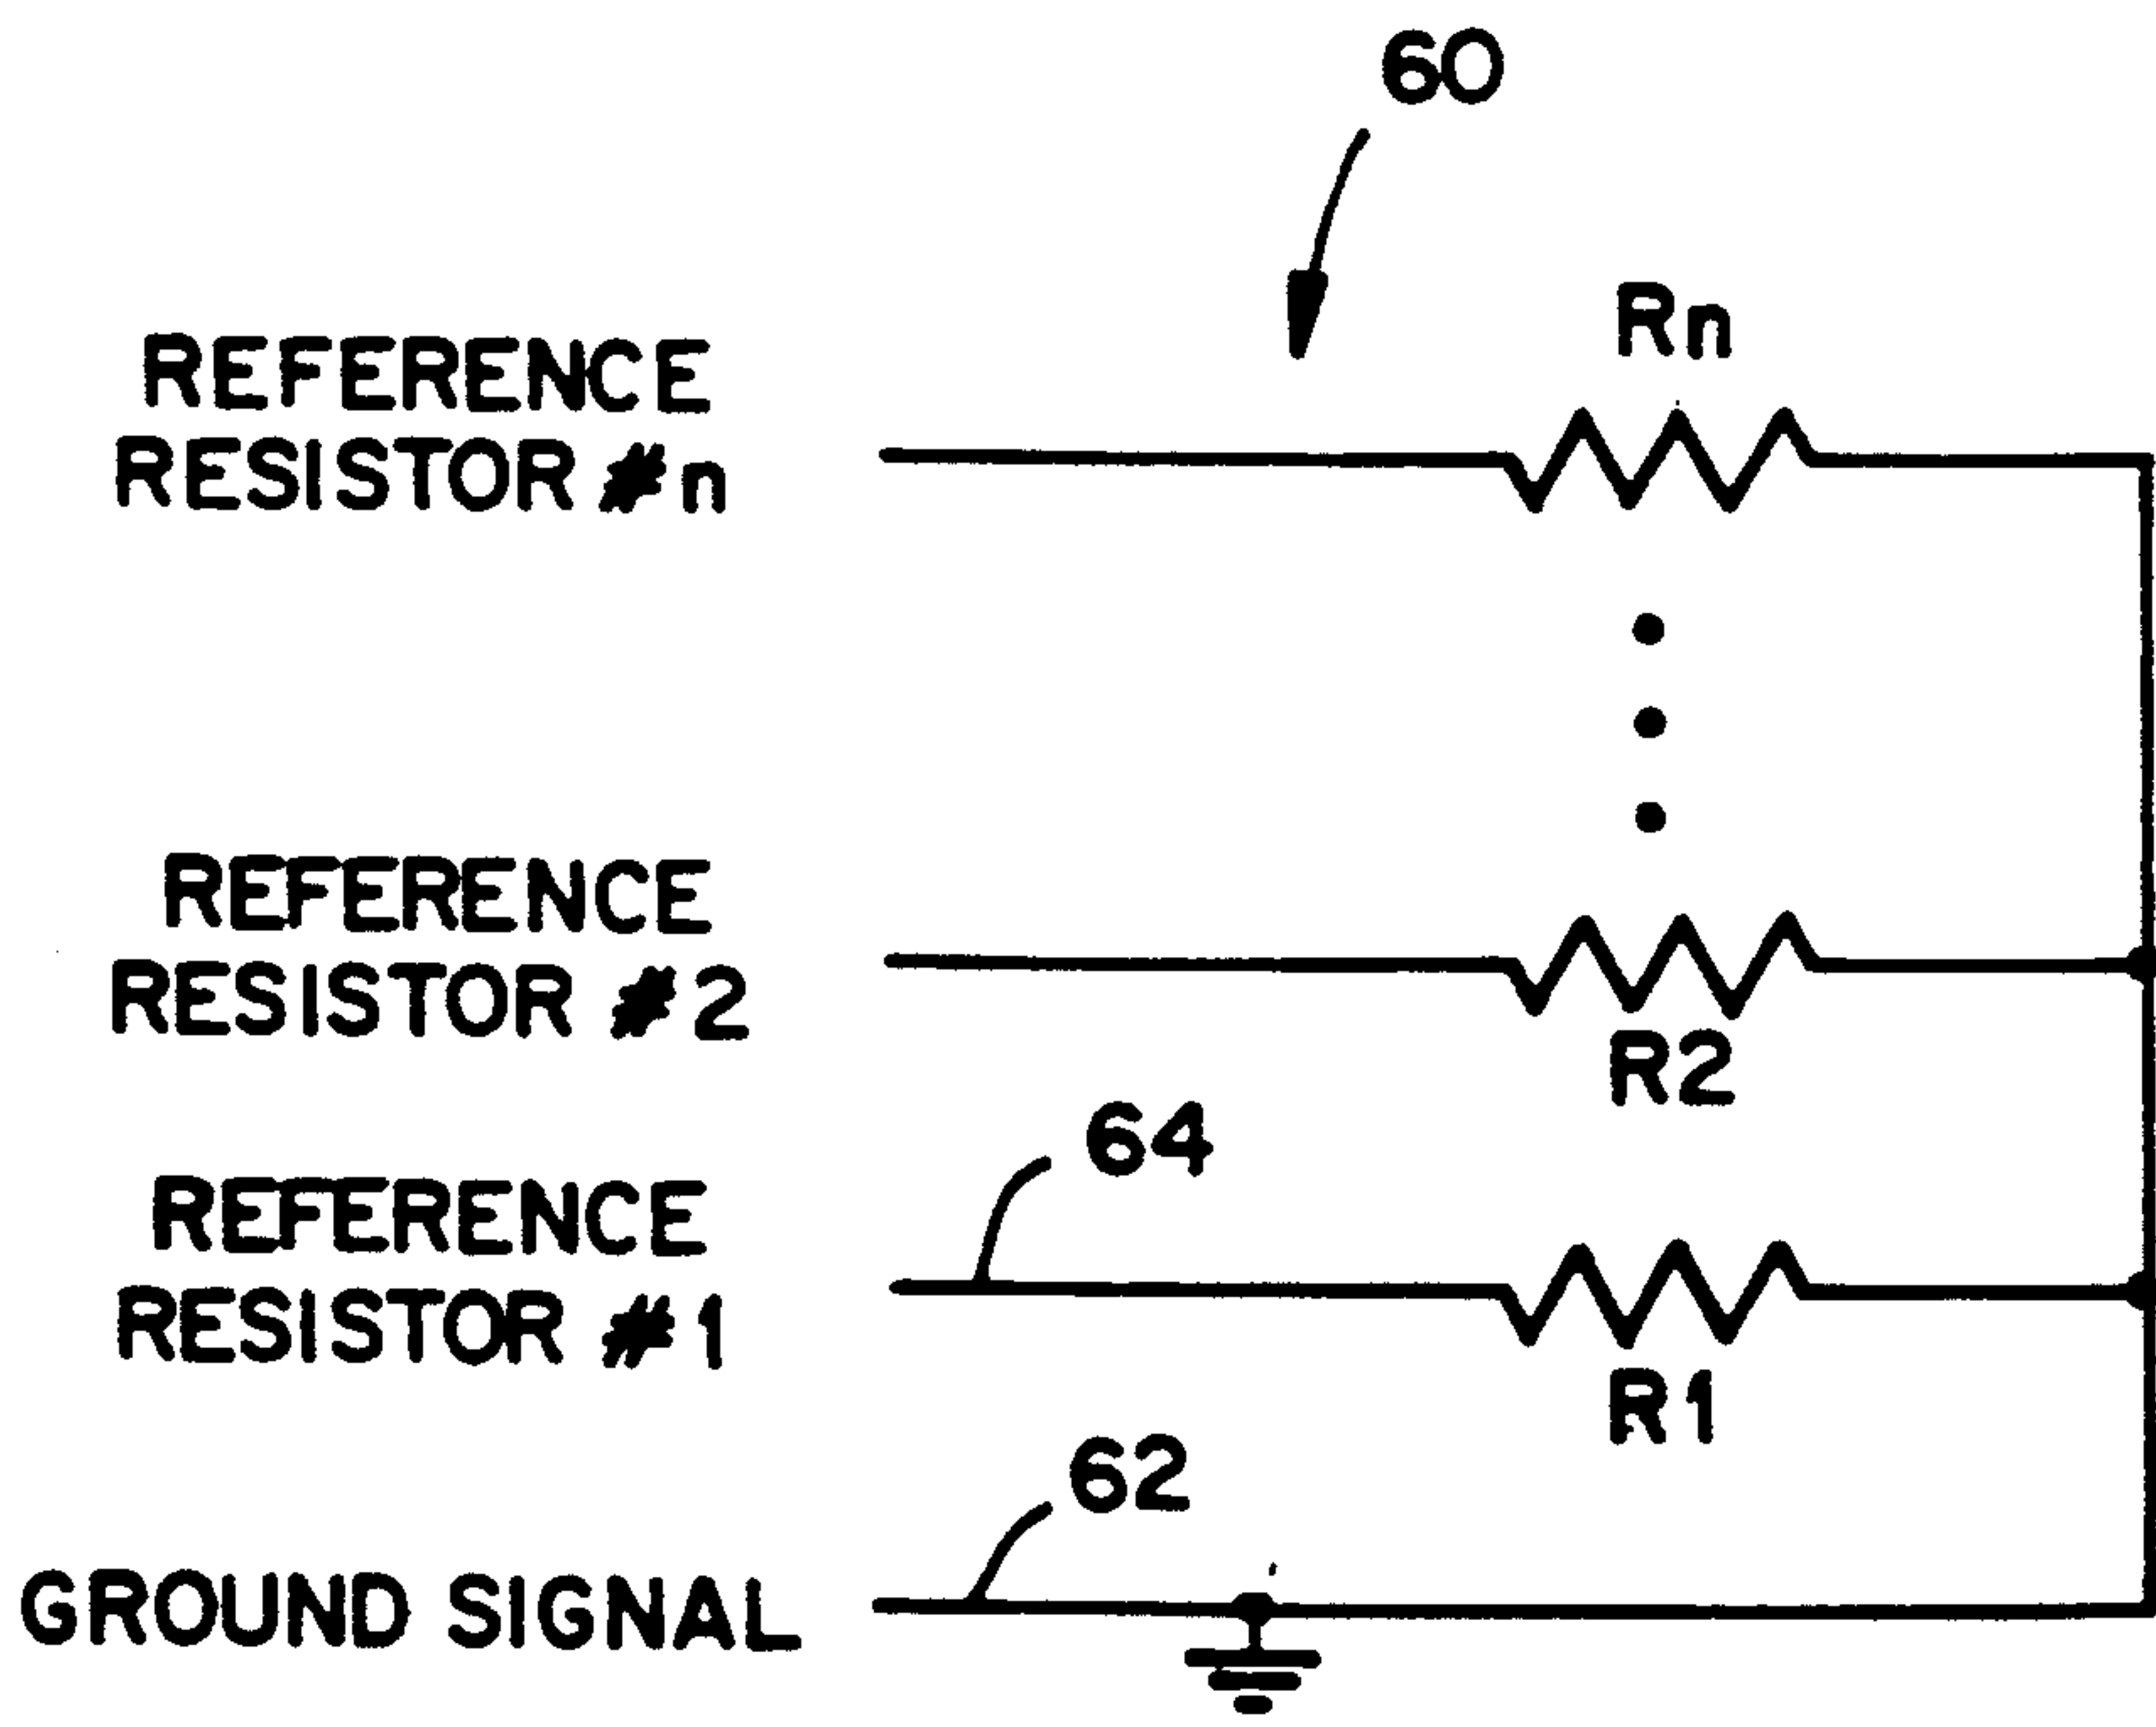 60
Rn
REFERENCE
RESISTOR #n
REFERENCE
RESISTOR #2
R2
64
REFERENCE
RESISTOR #1
R1
62
GROUND SIGNAL